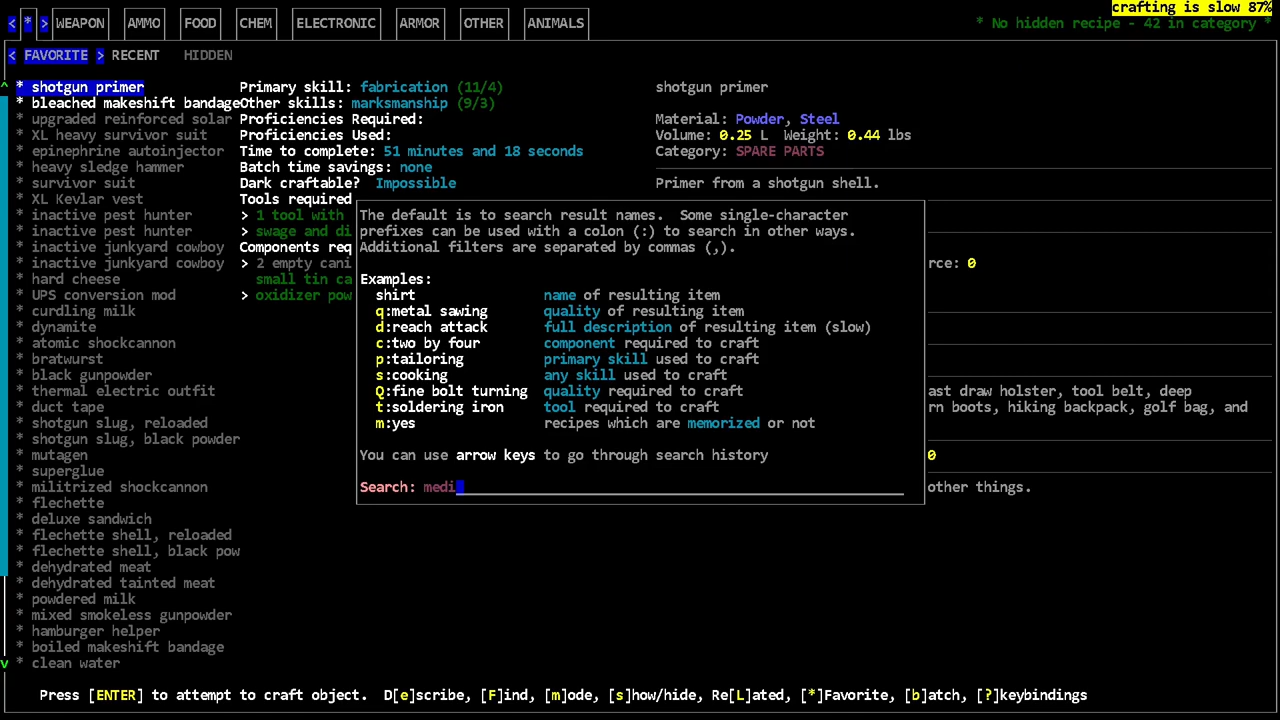 crafting is slow 87%
< * > WEAPON AMMO FOOD CHEM ELECTRONIC ARMOR OTHER ANIMALS
* No hidden recipe - 42 in category *
< FAVORITE > RECENT HIDDEN
^ * shotgun primer Primary skill: fabrication (11/4) shotgun primer
* bleached makeshift bandageOther skills: marksmanship (9/3)
* upgraded reinforced solar Proficiencies Required: Material: Powder, Steel
* XL heavy survivor suit Proficiencies Used: Volume: 0.25 L Weight: 0.44 lbs
* epinephrine autoinjector Time to complete: 51 minutes and 18 seconds Category: SPARE PARTS
* heavy sledge hammer Batch time savings: none
* survivor suit Dark craftable? Impossible Primer from a shotgun shell.
* XL Kevlar vest Tools required
* inactive pest hunter > 1 tool with The default is to search result names. Some single-character
* inactive pest hunter > swage and di prefixes can be used with a colon (:) to search in other ways.
* inactive junkyard cowboy Components req Additional filters are separated by commas (,).
* inactive junkyard cowboy > 2 empty cani rce: 0
* hard cheese small tin ca Examples:
* UPS conversion mod > oxidizer pow shirt name of resulting item
* curdling milk q:metal sawing quality of resulting item
* dynamite d:reach attack full description of resulting item (slow)
* atomic shockcannon c:two by four component required to craft
* bratwurst p:tailoring primary skill used to craft
* black gunpowder s:cooking any skill used to craft
* thermal electric outfit Q:fine bolt turning quality required to craft ast draw holster, tool belt, deep
* duct tape t:soldering iron tool required to craft rn boots, hiking backpack, golf bag, and
* shotgun slug, reloaded m:yes recipes which are memorized or not
* shotgun slug, black powder
* mutagen You can use arrow keys to go through search history 0
* superglue
* militrized shockcannon Search: medi other things.
* flechette
* deluxe sandwich
* flechette shell, reloaded
* flechette shell, black pow
* dehydrated meat
* dehydrated tainted meat
* powdered milk
* mixed smokeless gunpowder
* hamburger helper
* boiled makeshift bandage
v * clean water
Press [ENTER] to attempt to craft object. D[e]scribe, [F]ind, [m]ode, [s]how/hide, Re[L]ated, [*]Favorite, [b]atch, [?]keybindings